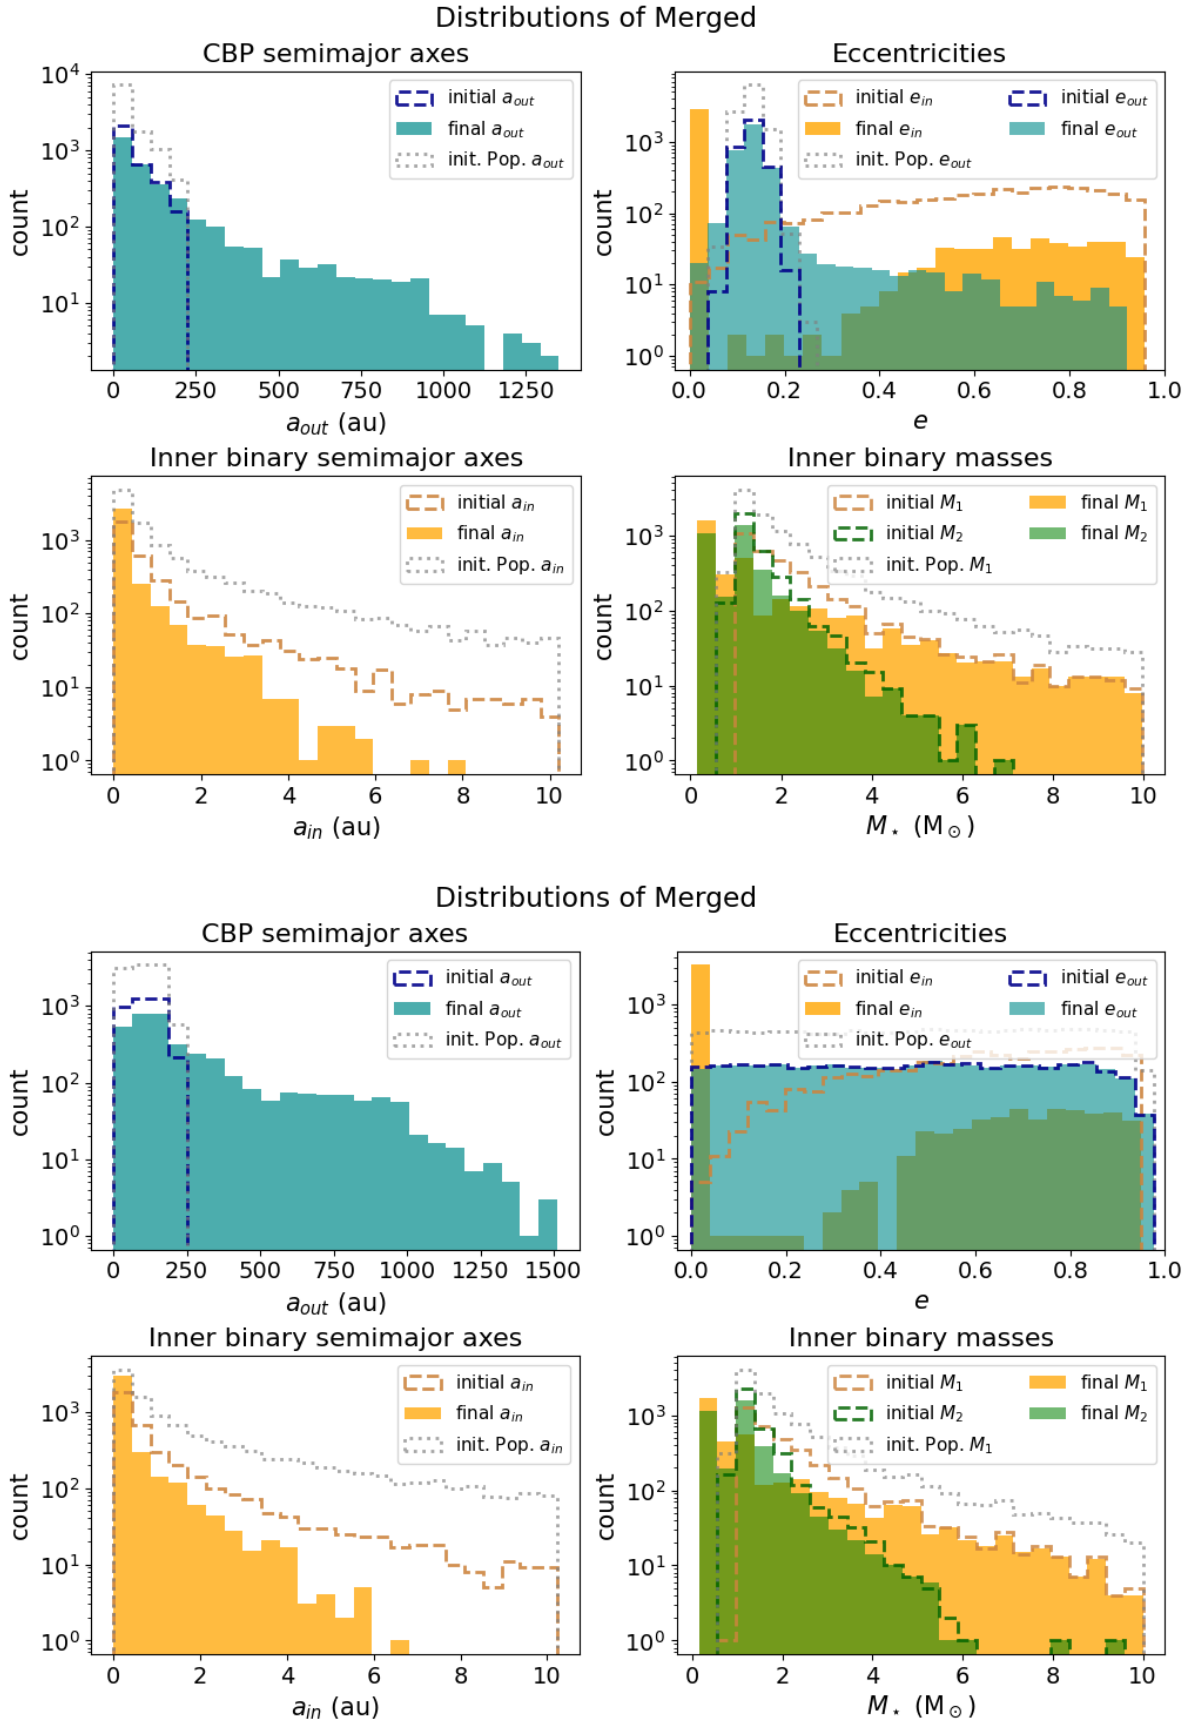 Distributions of Merged
CBP semimajor axes
count
10^4
10^3
10^2
10^1
initial a_out
final a_out
init. Pop. a_out
0 250 500 750 1000 1250
a_out (au)
Eccentricities
count
10^3
10^2
10^1
10^0
initial e_in
final e_in
init. Pop. e_out
initial e_out
final e_out
0.0 0.2 0.4 0.6 0.8 1.0
e
Inner binary semimajor axes
count
10^3
10^2
10^1
10^0
initial a_in
final a_in
init. Pop. a_in
0 2 4 6 8 10
a_in (au)
Inner binary masses
count
10^3
10^2
10^1
10^0
initial M_1
initial M_2
init. Pop. M_1
final M_1
final M_2
0 2 4 6 8 10
M_⋆ (M_⊙)
Distributions of Merged
CBP semimajor axes
count
10^3
10^2
10^1
10^0
initial a_out
final a_out
init. Pop. a_out
0 250 500 750 1000 1250 1500
a_out (au)
Eccentricities
count
10^3
10^2
10^1
10^0
initial e_in
final e_in
init. Pop. e_out
initial e_out
final e_out
0.0 0.2 0.4 0.6 0.8 1.0
e
Inner binary semimajor axes
count
10^3
10^2
10^1
10^0
initial a_in
final a_in
init. Pop. a_in
0 2 4 6 8 10
a_in (au)
Inner binary masses
count
10^3
10^2
10^1
10^0
initial M_1
initial M_2
init. Pop. M_1
final M_1
final M_2
0 2 4 6 8 10
M_⋆ (M_⊙)